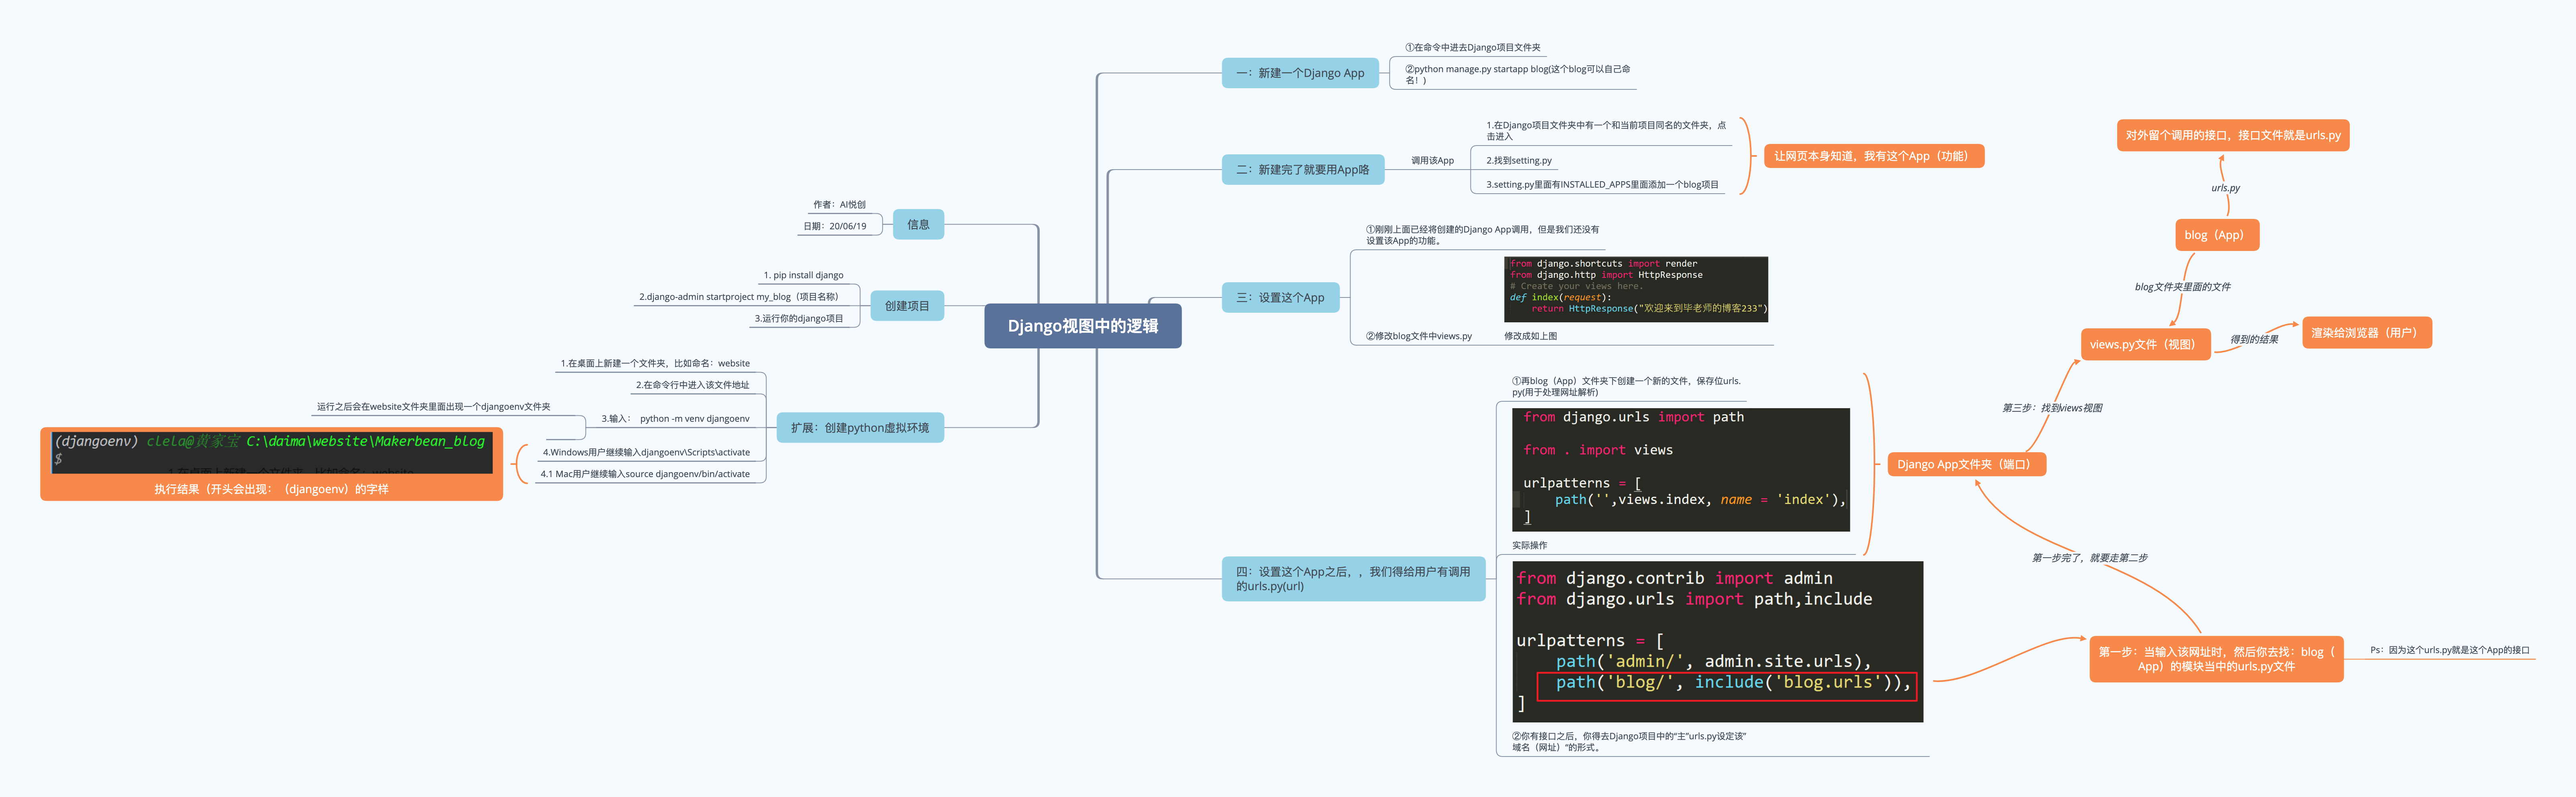 Django视图中的逻辑
信息
作者：AI悦创
日期：20/06/19
创建项目
1. pip install django
2.django-admin startproject my_blog（项目名称）
3.运行你的django项目
扩展：创建python虚拟环境
1.在桌面上新建一个文件夹，比如命名：website
2.在命令行中进入该文件地址
3.输入： python -m venv djangoenv
运行之后会在website文件夹里面出现一个djangoenv文件夹
4.Windows用户继续输入djangoenv\Scripts\activate
4.1 Mac用户继续输入source djangoenv/bin/activate
(djangoenv) clela@黄家宝 C:\daima\website\Makerbean_blog
$
执行结果（开头会出现：（djangoenv）的字样
一：新建一个Django App
①在命令中进去Django项目文件夹
②python manage.py startapp blog(这个blog可以自己命
名！)
二：新建完了就要用App咯
调用该App
1.在Django项目文件夹中有一个和当前项目同名的文件夹，点
击进入
2.找到setting.py
3.setting.py里面有INSTALLED_APPS里面添加一个blog项目
让网页本身知道，我有这个App（功能）
三：设置这个App
①刚刚上面已经将创建的Django App调用，但是我们还没有
设置该App的功能。
from django.shortcuts import render
from django.http import HttpResponse
# Create your views here.
def index(request):
return HttpResponse("欢迎来到毕老师的博客233")
②修改blog文件中views.py
修改成如上图
四：设置这个App之后，，我们得给用户有调用
的urls.py(url)
①再blog（App）文件夹下创建一个新的文件，保存位urls.
py(用于处理网址解析)
from django.urls import path
from . import views
urlpatterns = [
path('',views.index, name = 'index'),
]
实际操作
from django.contrib import admin
from django.urls import path,include
urlpatterns = [
path('admin/', admin.site.urls),
path('blog/', include('blog.urls')),
]
②你有接口之后，你得去Django项目中的“主”urls.py设定该“
域名（网址）”的形式。
对外留个调用的接口，接口文件就是urls.py
urls.py
blog（App）
blog文件夹里面的文件
views.py文件（视图）
得到的结果
渲染给浏览器（用户）
第三步：找到views视图
Django App文件夹（端口）
第一步完了，就要走第二步
第一步：当输入该网址时，然后你去找：blog（
App）的模块当中的urls.py文件
Ps：因为这个urls.py就是这个App的接口